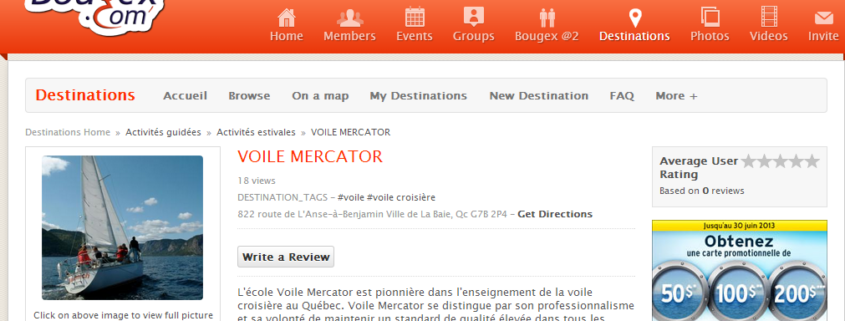 Bougex
.Com
Home Members Events Groups Bougex @2 Destinations Photos Videos Invite
Destinations Accueil Browse On a map My Destinations New Destination FAQ More +
Destinations Home » Activités guidées » Activités estivales » VOILE MERCATOR
VOILE MERCATOR
18 views
DESTINATION_TAGS - #voile #voile croisière
822 route de L'Anse-à-Benjamin Ville de La Baie, Qc G7B 2P4 - Get Directions
Write a Review
L'école Voile Mercator est pionnière dans l'enseignement de la voile
croisière au Québec. Voile Mercator se distingue par son professionnalisme
et sa volonté de maintenir un standard de qualité élevée dans tous les
Click on above image to view full picture
Average User
Rating
Based on 0 reviews
Jusqu'au 30 juin 2013
Obtenez
une carte promotionnelle de
50$ 100$ 200$